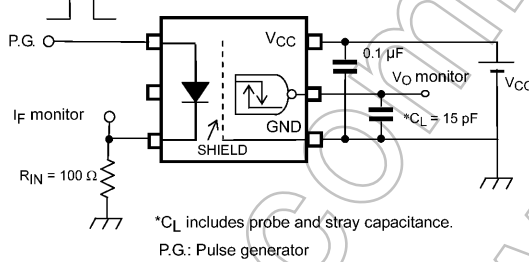 P.G.
VCC
0.1 µF
VO monitor
VCC
IF monitor
GND
*CL = 15 pF
SHIELD
RIN = 100 Ω
*CL includes probe and stray capacitance.
P.G.: Pulse generator